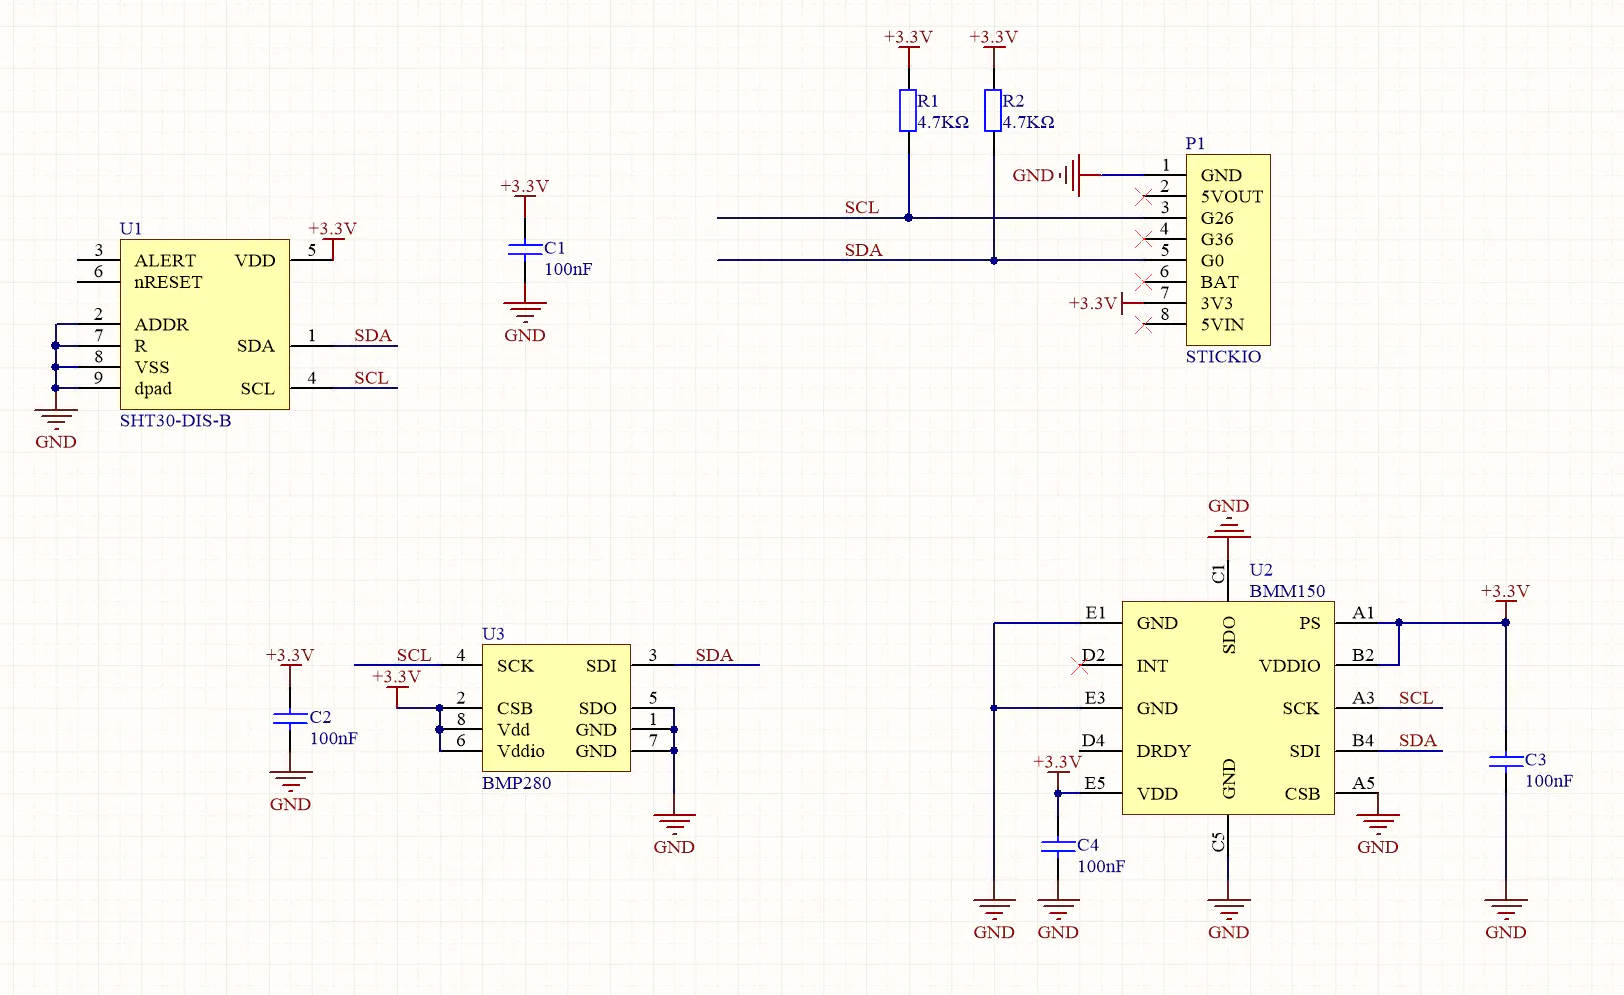 +3.3V
+3.3V
R1
4.7KΩ
R2
4.7KΩ
P1
GND
1
GND
2
5VOUT
SCL
3
G26
4
G36
SDA
5
G0
6
BAT
+3.3V
7
3V3
8
5VIN
STICKIO
+3.3V
C1
100nF
GND
U1
+3.3V
3
ALERT
VDD
5
6
nRESET
2
ADDR
7
R
SDA
1
SDA
8
VSS
9
dpad
SCL
4
SCL
SHT30-DIS-B
GND
+3.3V
C2
100nF
GND
U3
SCL
4
SCK
SDI
3
SDA
+3.3V
2
CSB
SDO
5
8
Vdd
GND
1
6
Vddio
GND
7
BMP280
GND
GND
C1
U2
BMM150
E1
GND
SDO
PS
A1
+3.3V
D2
INT
VDDIO
B2
E3
GND
SCK
A3
SCL
D4
DRDY
SDI
B4
SDA
+3.3V
E5
VDD
GND
CSB
A5
C3
100nF
C4
100nF
C5
GND
GND
GND
GND
GND